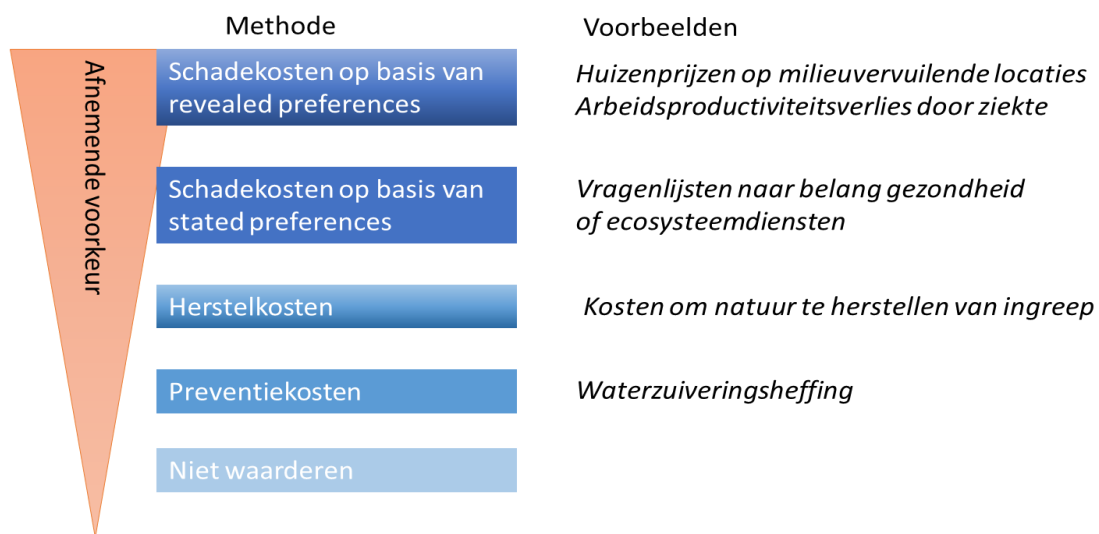 Methode
Voorbeelden
Afnemende voorkeur
Schadekosten op basis van
revealed preferences
Huizenprijzen op milieuvervuilende locaties
Arbeidsproductiviteitsverlies door ziekte
Schadekosten op basis van
stated preferences
Vragenlijsten naar belang gezondheid
of ecosysteemdiensten
Herstelkosten
Kosten om natuur te herstellen van ingreep
Preventiekosten
Waterzuiveringsheffing
Niet waarderen